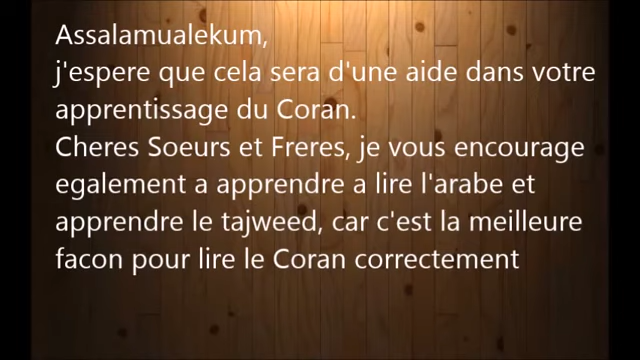 Assalamualekum,
j'espere que cela sera d'une aide dans votre
apprentissage du Coran.
Cheres Soeurs et Freres, je vous encourage
egalement a apprendre a lire l'arabe et
apprendre le tajweed, car c'est la meilleure
facon pour lire le Coran correctement